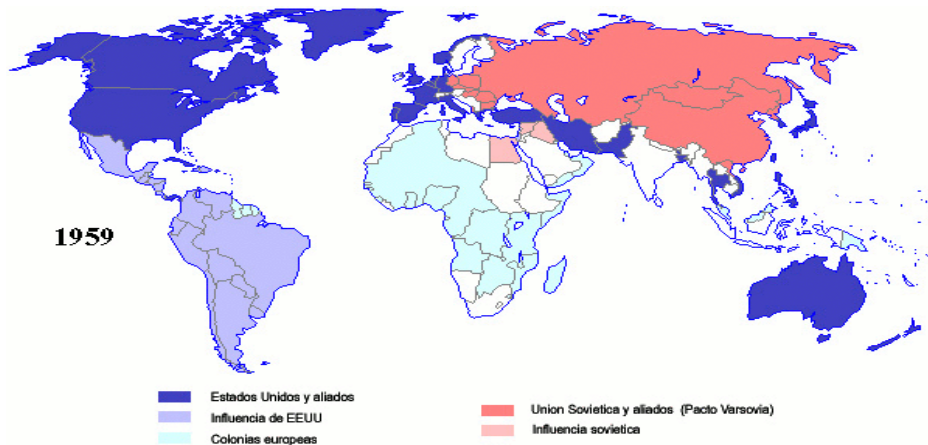 1959
Estados Unidos y aliados
Influencia de EEUU
Colonias europeas
Union Sovietica y aliados (Pacto Varsovia)
Influencia sovietica